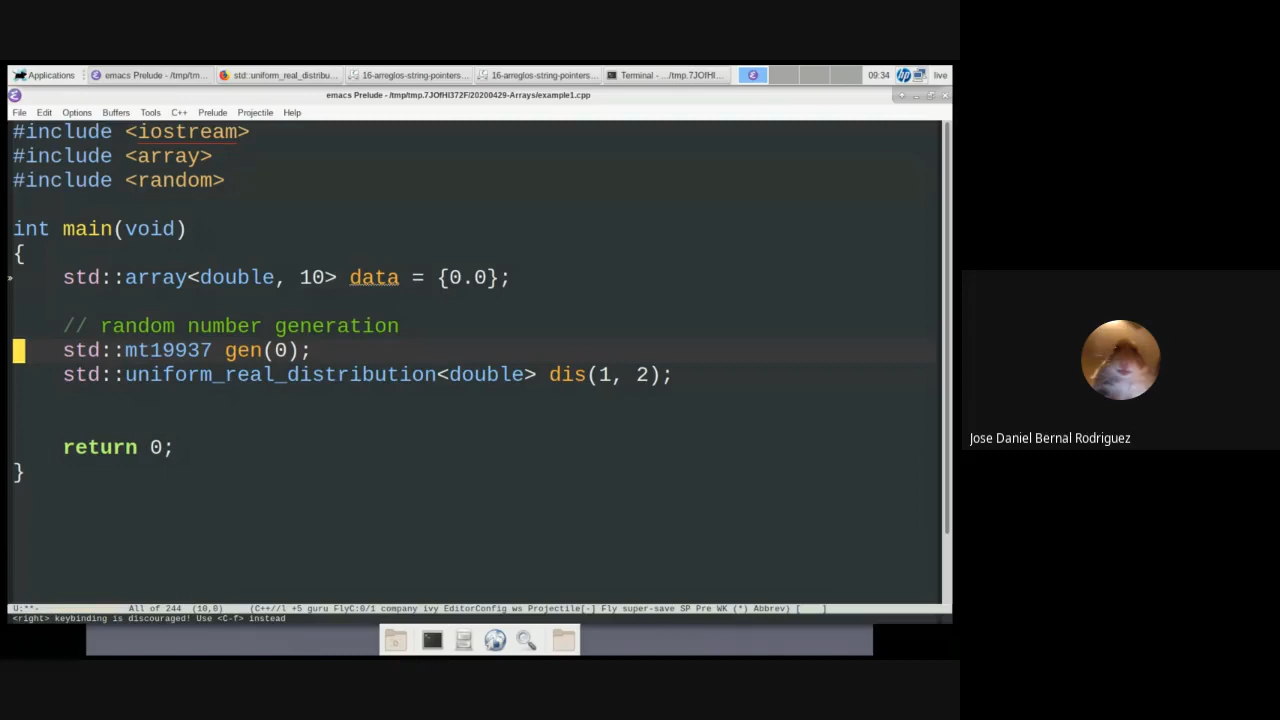 Applications
emacs Prelude - /tmp/tm...
std::uniform_real_distribu...
16-arreglos-string-pointers...
16-arreglos-string-pointers...
Terminal - .../tmp.7JOfHI...
09:34
live
emacs Prelude - /tmp/tmp.7JOfHI372F/20200429-Arrays/example1.cpp
File Edit Options Buffers Tools C++ Prelude Projectile Help
#include <iostream>
#include <array>
#include <random>
int main(void)
{
std::array<double, 10> data = {0.0};
// random number generation
std::mt19937 gen(0);
std::uniform_real_distribution<double> dis(1, 2);
return 0;
}
U:**- All of 244 (10,0) (C++//l +5 guru FlyC:0/1 company ivy EditorConfig ws Projectile[-] Fly super-save SP Pre WK (*) Abbrev) [ ]
<right> keybinding is discouraged! Use <C-f> instead
Jose Daniel Bernal Rodriguez